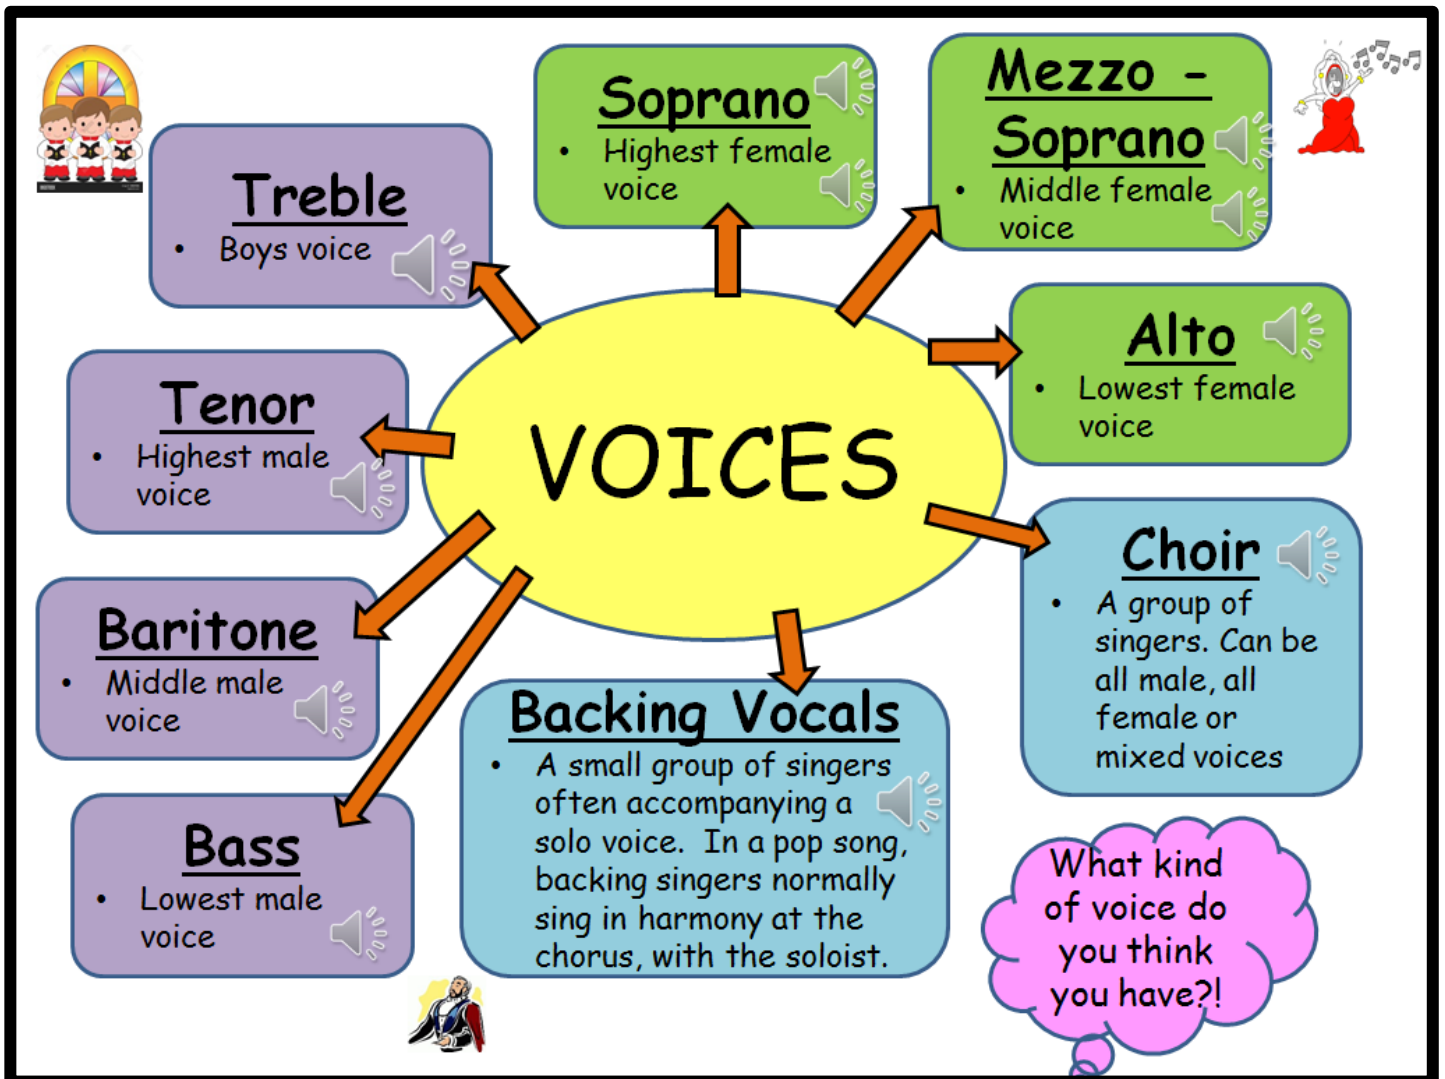 Soprano
• Highest female
voice
Mezzo -
Soprano
• Middle female
voice
Treble
• Boys voice
Alto
• Lowest female
voice
Tenor
• Highest male
voice
VOICES
Choir
• A group of
singers. Can be
all male, all
female or
mixed voices
Baritone
• Middle male
voice
Backing Vocals
• A small group of singers
often accompanying a
solo voice. In a pop song,
backing singers normally
sing in harmony at the
chorus, with the soloist.
Bass
• Lowest male
voice
What kind
of voice do
you think
you have?!